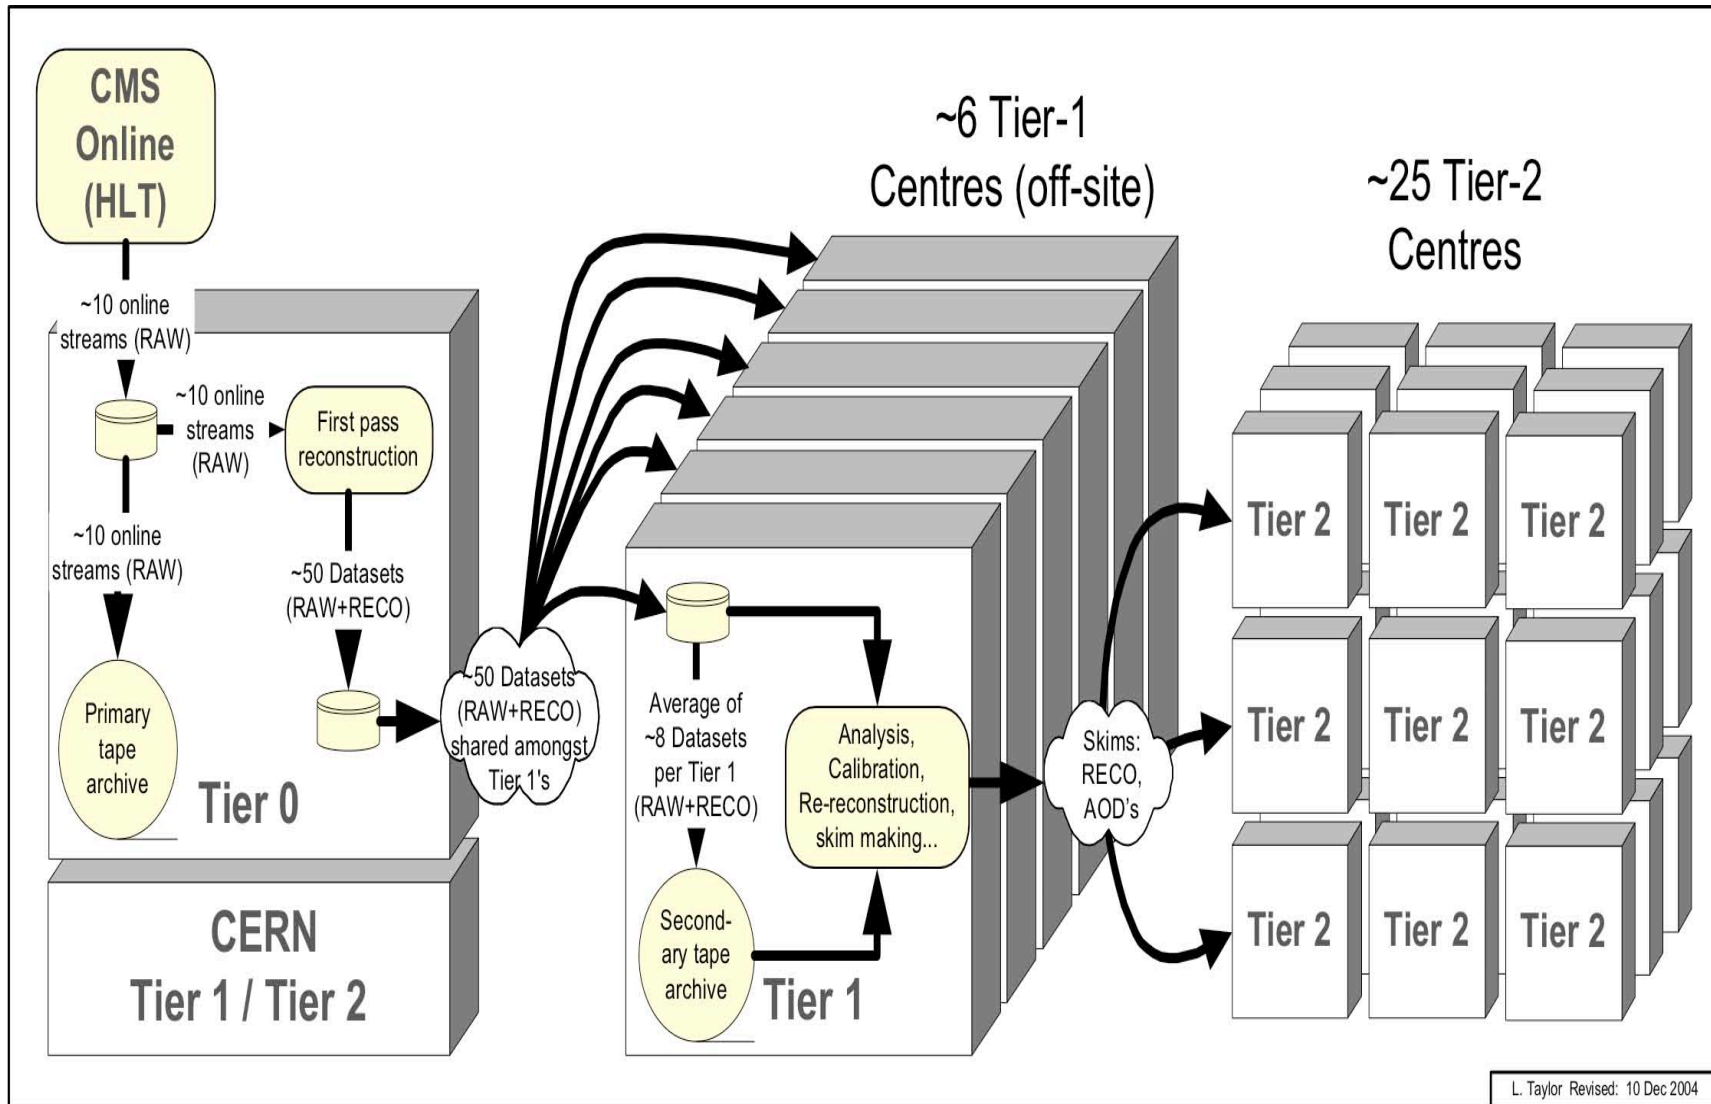 CMS
Online
(HLT)
~10 online
streams (RAW)
~10 online
streams
(RAW)
First pass
reconstruction
~10 online
streams (RAW)
~50 Datasets
(RAW+RECO)
Primary
tape
archive
Tier 0
CERN
Tier 1 / Tier 2
~50 Datasets
(RAW+RECO)
shared amongst
Tier 1's
~6 Tier-1
Centres (off-site)
Average of
~8 Datasets
per Tier 1
(RAW+RECO)
Analysis,
Calibration,
Re-reconstruction,
skim making...
Second-
ary tape
archive
Tier 1
Skims:
RECO,
AOD's
~25 Tier-2
Centres
Tier 2
Tier 2
Tier 2
Tier 2
Tier 2
Tier 2
Tier 2
Tier 2
Tier 2
L. Taylor Revised: 10 Dec 2004